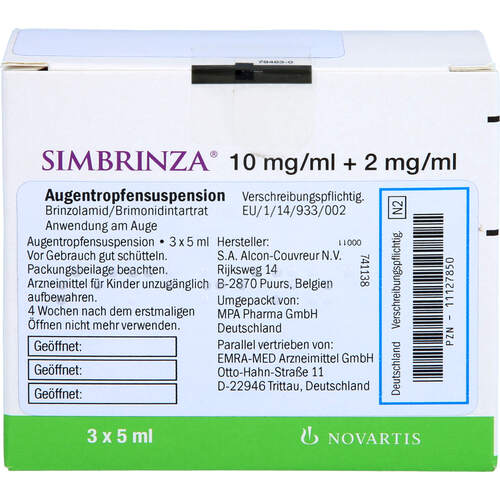 78483-0
SIMBRINZA® 10 mg/ml + 2 mg/ml
Augentropfensuspension
Brinzolamid/Brimonidintartrat
Anwendung am Auge
Verschreibungspflichtig.
EU/1/14/933/002
Augentropfensuspension • 3 x 5 ml
Vor Gebrauch gut schütteln.
Packungsbeilage beachten.
Arzneimittel für Kinder unzugänglich
aufbewahren.
4 Wochen nach dem erstmaligen
Öffnen nicht mehr verwenden.
Geöffnet:
Geöffnet:
Geöffnet:
Hersteller:
S.A. Alcon-Couvreur N.V.
Rijksweg 14
B-2870 Puurs, Belgien
Umgepackt von:
MPA Pharma GmbH
Deutschland
Parallel vertrieben von:
EMRA-MED Arzneimittel GmbH
Otto-Hahn-Straße 11
D-22946 Trittau, Deutschland
00011
741138
N2
Deutschland Verschreibungspflichtig.
PZN - 11127850
3 x 5 ml
NOVARTIS